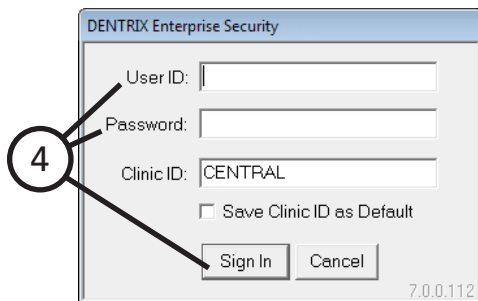 DENTRIX Enterprise Security
User ID:
Password:
4
Clinic ID: CENTRAL
Save Clinic ID as Default
Sign In Cancel
7.0.0.112